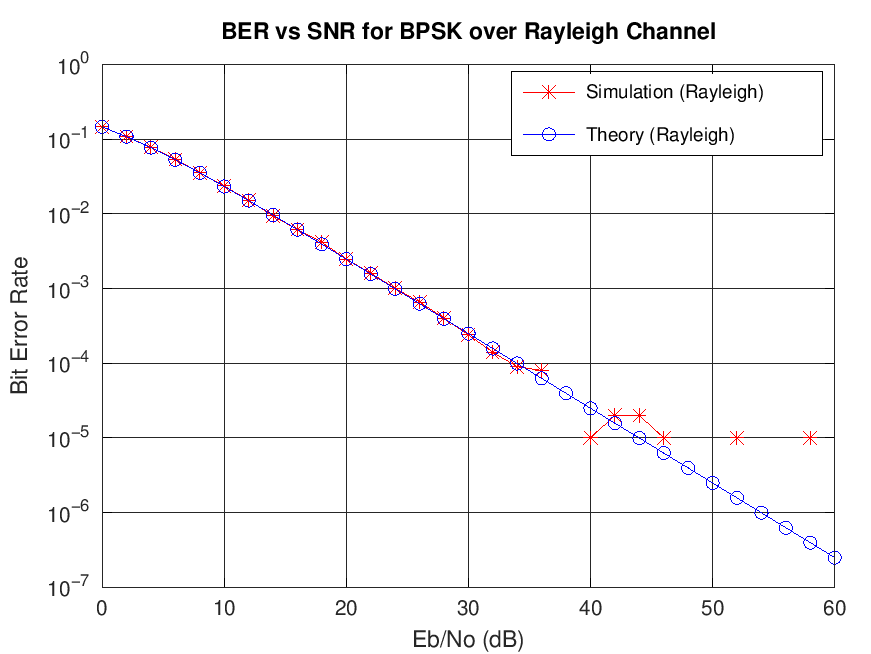 BER vs SNR for BPSK over Rayleigh Channel
Simulation (Rayleigh)
Theory (Rayleigh)
Bit Error Rate
10^0
10^-1
10^-2
10^-3
10^-4
10^-5
10^-6
10^-7
0 10 20 30 40 50 60
Eb/No (dB)